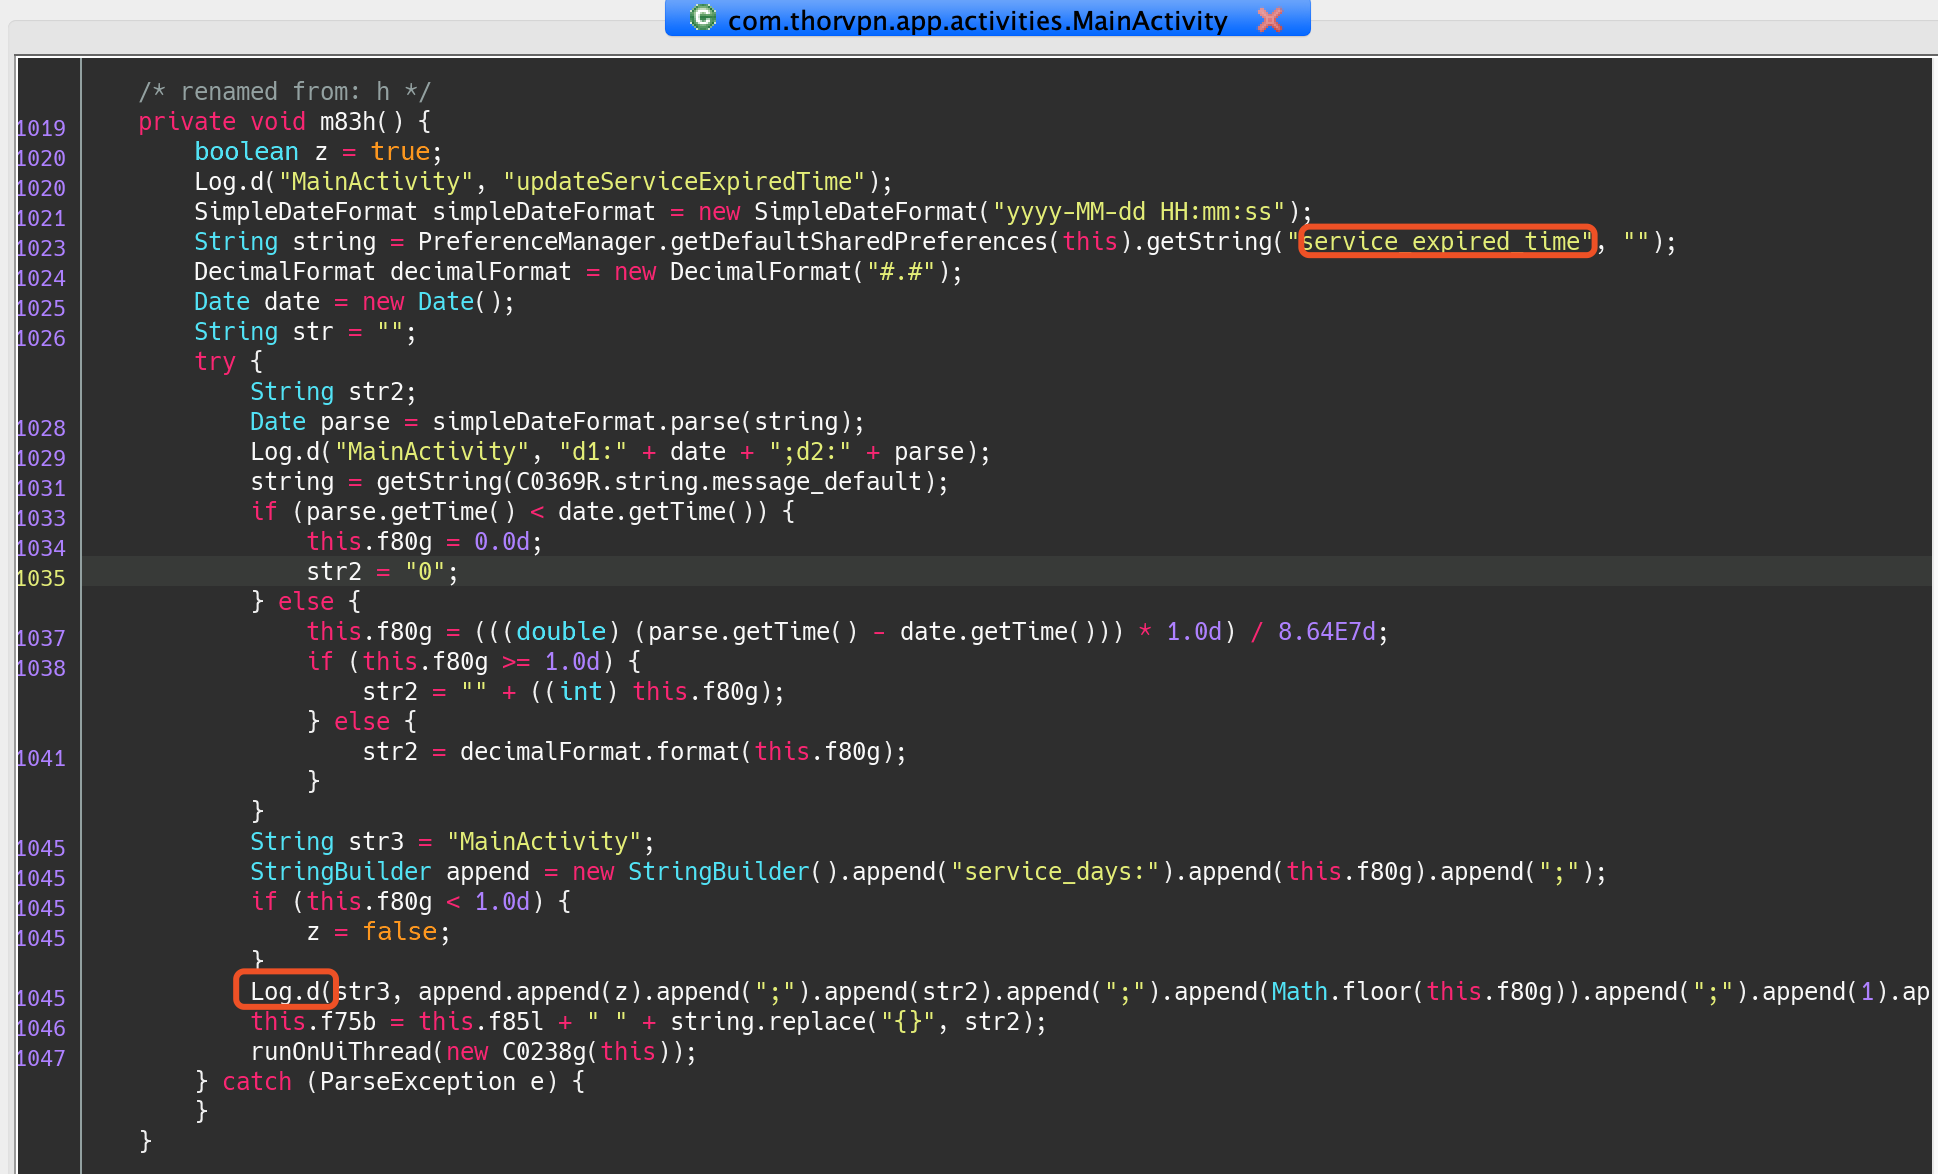 com.thorvpn.app.activities.MainActivity
/* renamed from: h */
1019 private void m83h() {
1020 boolean z = true;
1020 Log.d("MainActivity", "updateServiceExpiredTime");
1021 SimpleDateFormat simpleDateFormat = new SimpleDateFormat("yyyy-MM-dd HH:mm:ss");
1023 String string = PreferenceManager.getDefaultSharedPreferences(this).getString("service_expired_time", "");
1024 DecimalFormat decimalFormat = new DecimalFormat("#.#");
1025 Date date = new Date();
1026 String str = "";
try {
String str2;
1028 Date parse = simpleDateFormat.parse(string);
1029 Log.d("MainActivity", "d1:" + date + ";d2:" + parse);
1031 string = getString(C0369R.string.message_default);
1033 if (parse.getTime() < date.getTime()) {
1034 this.f80g = 0.0d;
1035 str2 = "0";
} else {
1037 this.f80g = (((double) (parse.getTime() - date.getTime())) * 1.0d) / 8.64E7d;
1038 if (this.f80g >= 1.0d) {
str2 = "" + ((int) this.f80g);
} else {
1041 str2 = decimalFormat.format(this.f80g);
}
}
1045 String str3 = "MainActivity";
1045 StringBuilder append = new StringBuilder().append("service_days:").append(this.f80g).append(";");
1045 if (this.f80g < 1.0d) {
1045 z = false;
}
1045 Log.d(str3, append.append(z).append(";").append(str2).append(";").append(Math.floor(this.f80g)).append(";").append(1).ap
1046 this.f75b = this.f85l + " " + string.replace("{}", str2);
1047 runOnUiThread(new C0238g(this));
} catch (ParseException e) {
}
}